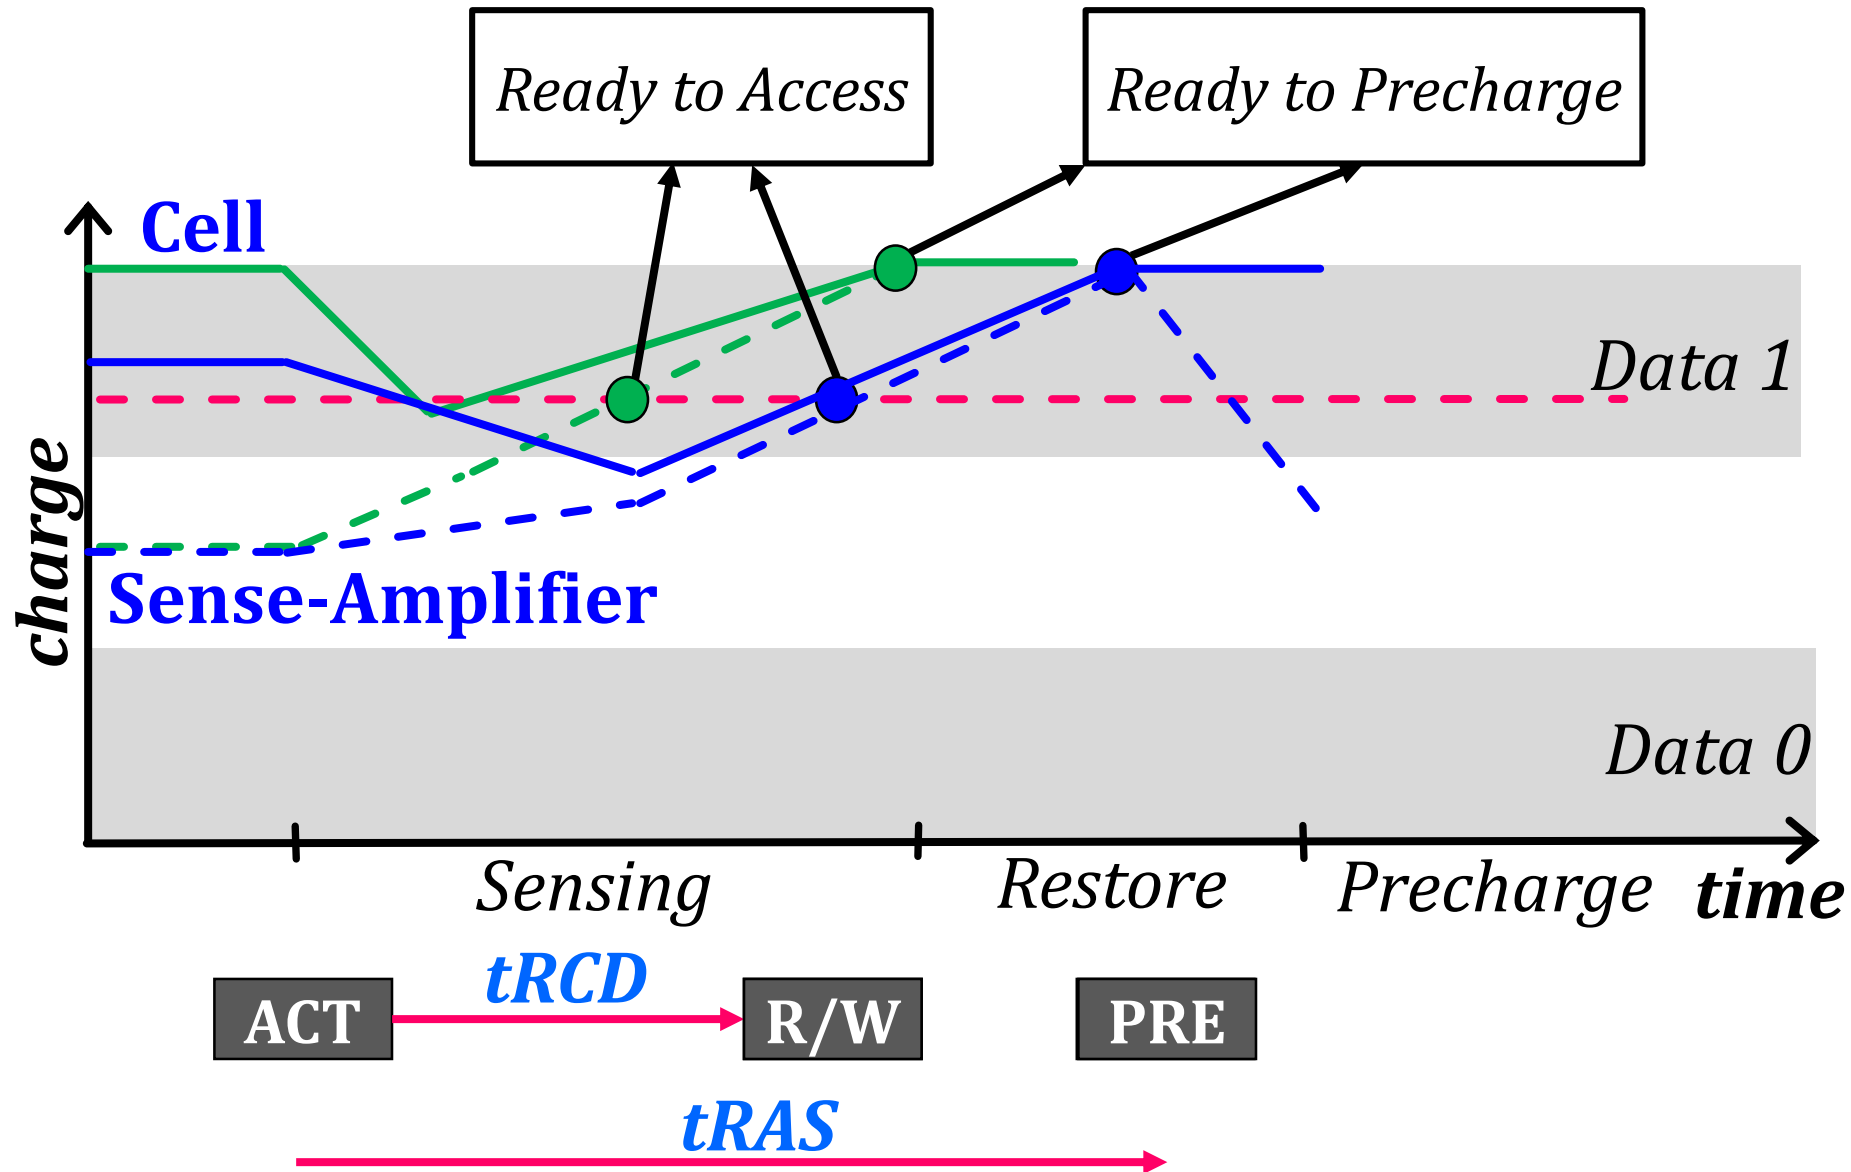 Ready to Access
Ready to Precharge
Cell
Data 1
charge
Sense-Amplifier
Data 0
Sensing
Restore
Precharge
time
tRCD
ACT
R/W
PRE
tRAS